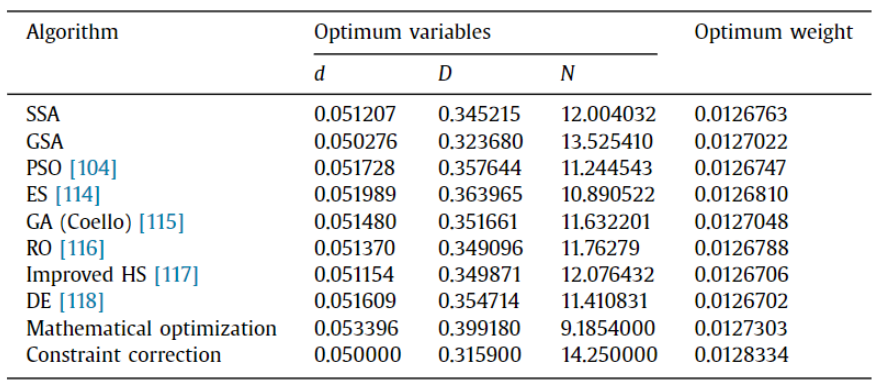 Algorithm Optimum variables Optimum weight
d D N
SSA 0.051207 0.345215 12.004032 0.0126763
GSA 0.050276 0.323680 13.525410 0.0127022
PSO [104] 0.051728 0.357644 11.244543 0.0126747
ES [114] 0.051989 0.363965 10.890522 0.0126810
GA (Coello) [115] 0.051480 0.351661 11.632201 0.0127048
RO [116] 0.051370 0.349096 11.76279 0.0126788
Improved HS [117] 0.051154 0.349871 12.076432 0.0126706
DE [118] 0.051609 0.354714 11.410831 0.0126702
Mathematical optimization 0.053396 0.399180 9.1854000 0.0127303
Constraint correction 0.050000 0.315900 14.250000 0.0128334